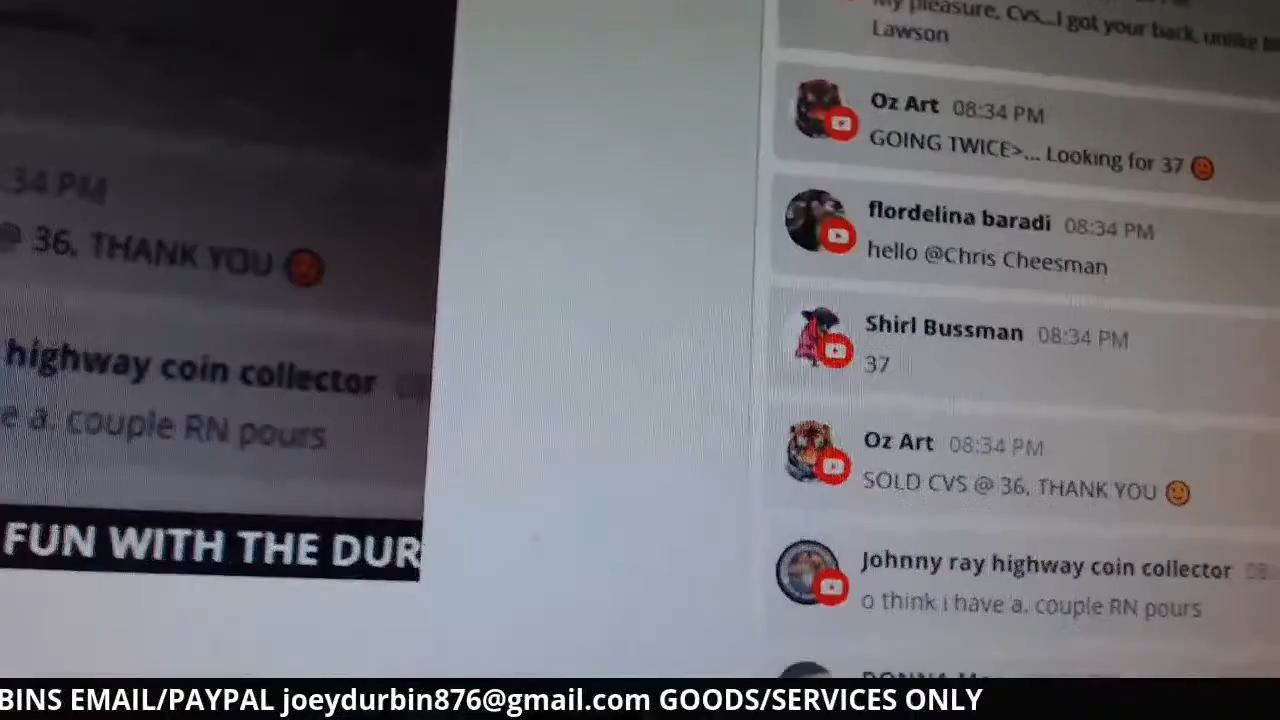 My pleasure, Cvs...I got your back, unlike
Lawson
Oz Art 08:34 PM
GOING TWICE>... Looking for 37
flordelina baradi 08:34 PM
hello @Chris Cheesman
Shirl Bussman 08:34 PM
37
Oz Art 08:34 PM
SOLD CVS @ 36, THANK YOU
Johnny ray highway coin collector
o think i have a. couple RN pours
:34 PM
@ 36, THANK YOU
highway coin collector
e a. couple RN pours
FUN WITH THE DUR
BINS EMAIL/PAYPAL joeydurbin876@gmail.com GOODS/SERVICES ONLY